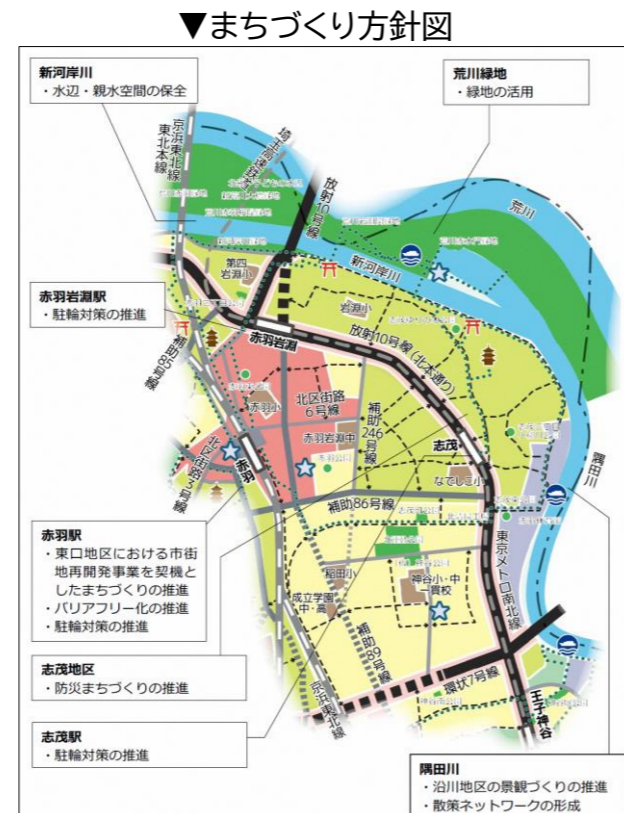 ▼まちづくり方針図
新河岸川
・水辺・親水空間の保全
荒川緑地
・緑地の活用
京浜東北線
東北本線
埼玉高速鉄道
放射10号線
荒川
新河岸川
第四
岩淵小
岩淵小
赤羽岩淵駅
・駐輪対策の推進
赤羽岩淵
放射10号線(北本通り)
補助85号線
赤羽小
北区街路
6号線
補助246号線
赤羽岩淵中
赤羽公園
志茂
なでしこ小
北区街路3号線
赤羽
隅田川
補助86号線
赤羽駅
・東口地区における市街
地再開発事業を契機と
したまちづくりの推進
・バリアフリー化の推進
・駐輪対策の推進
東京メトロ南北線
稲田小
成立学園
中・高
神谷小・中
一貫校
補助89号線
志茂地区
・防災まちづくりの推進
京浜東北線
環状7号線
王子神谷
志茂駅
・駐輪対策の推進
隅田川
・沿川地区の景観づくりの推進
・散策ネットワークの形成